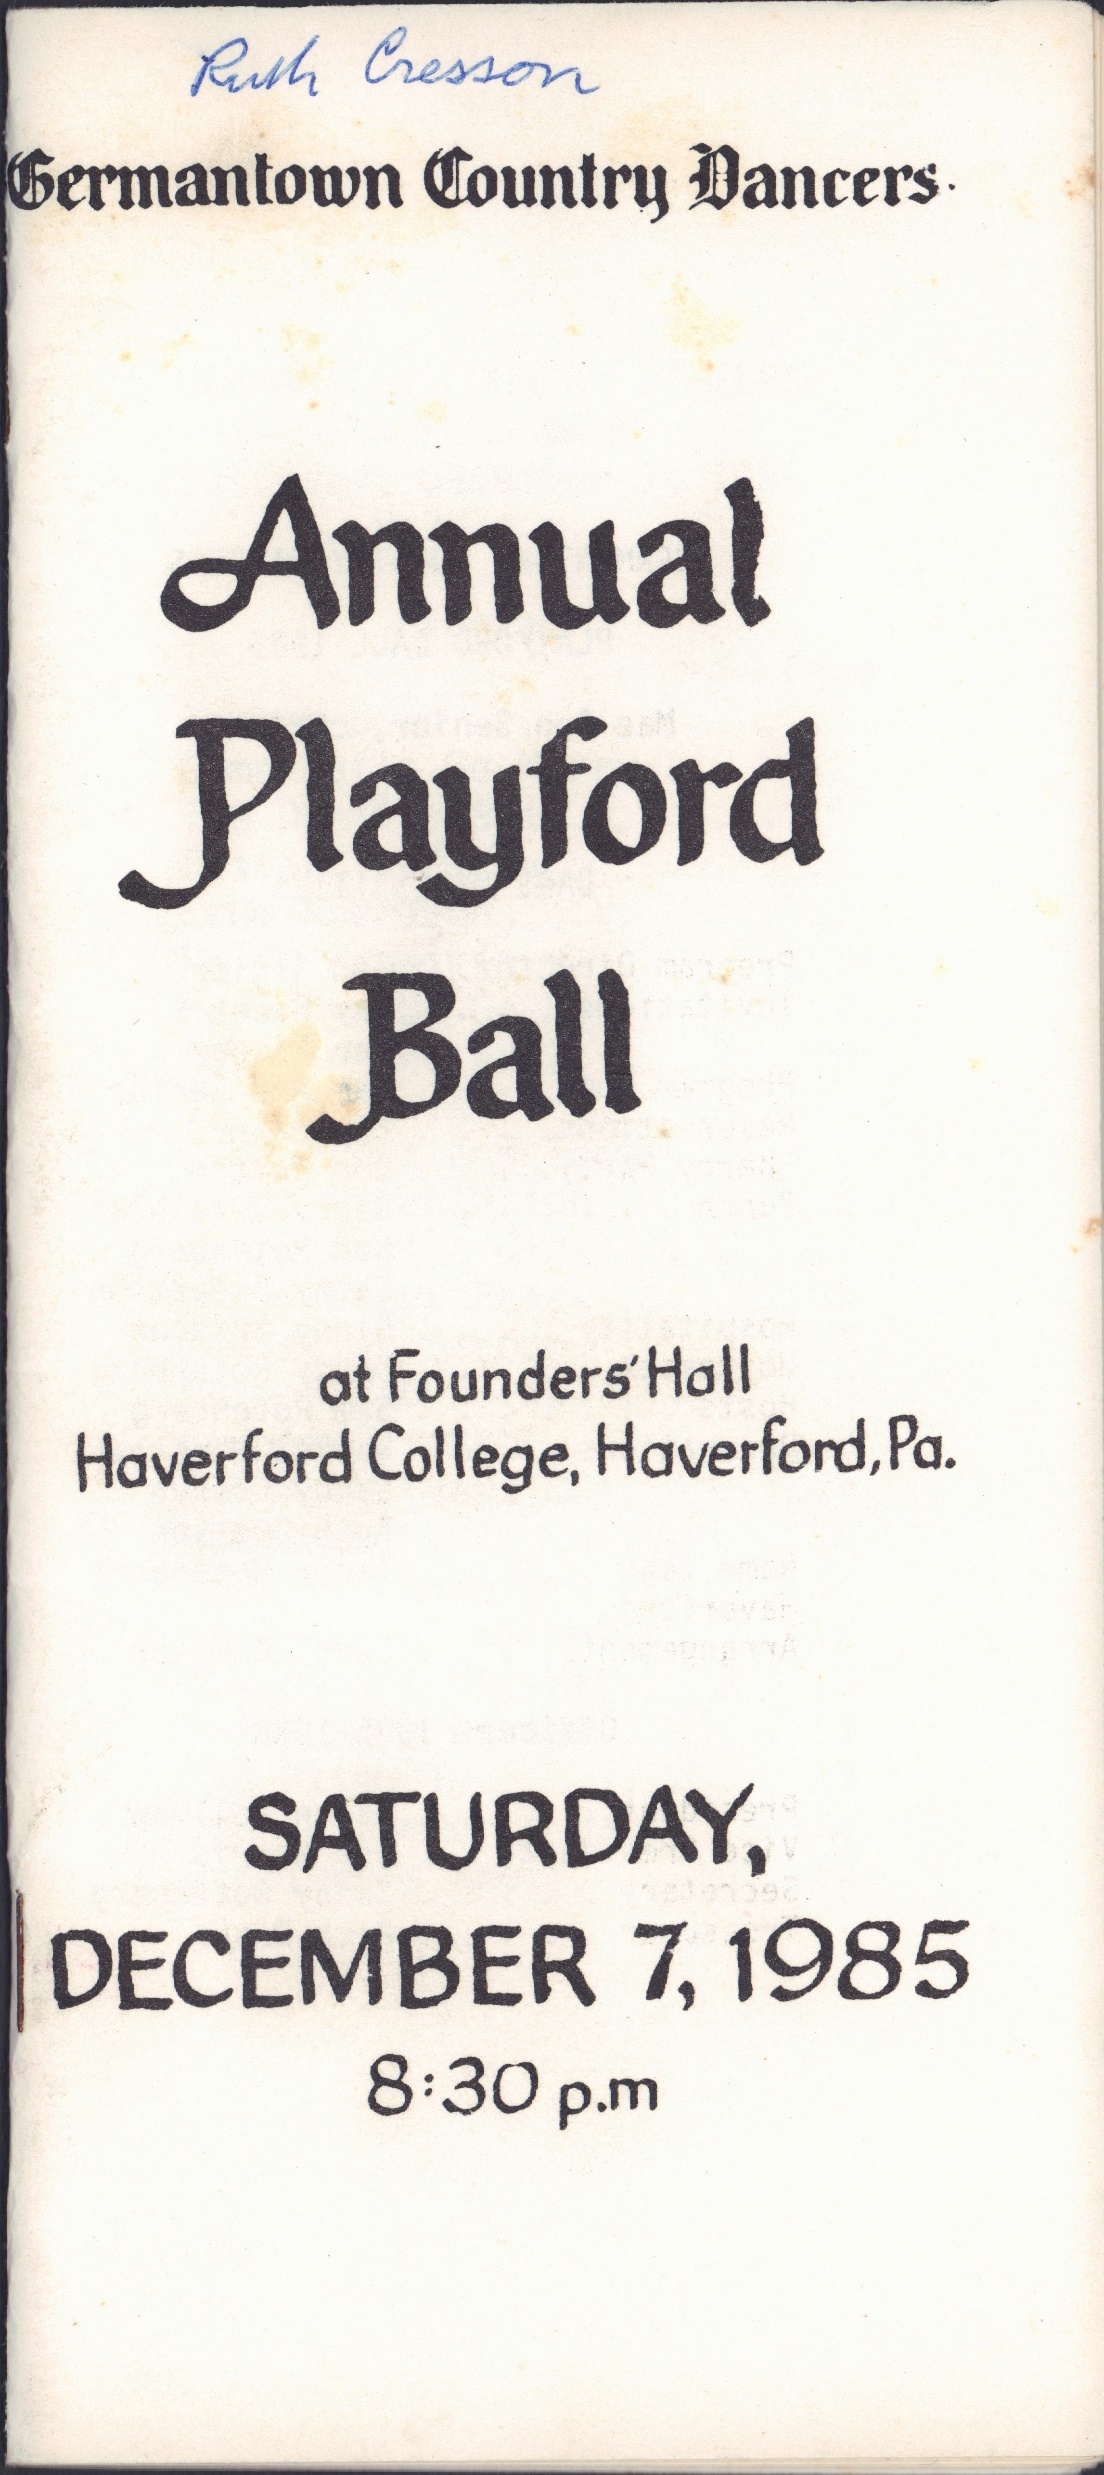 Ruth Cresson
Germantown Country Dancers.
Annual
Playford
Ball
at Founders' Hall
Haverford College, Haverford, Pa.
SATURDAY,
DECEMBER 7, 1985
8:30 p.m